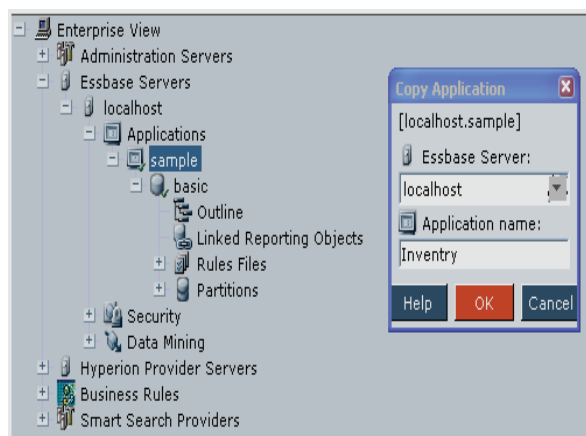 Enterprise View
Administration Servers
Essbase Servers
localhost
Applications
sample
basic
Outline
Linked Reporting Objects
Rules Files
Partitions
Security
Data Mining
Hyperion Provider Servers
Business Rules
Smart Search Providers
Copy Application
[localhost.sample]
Essbase Server:
localhost
Application name:
Inventry
Help OK Cancel